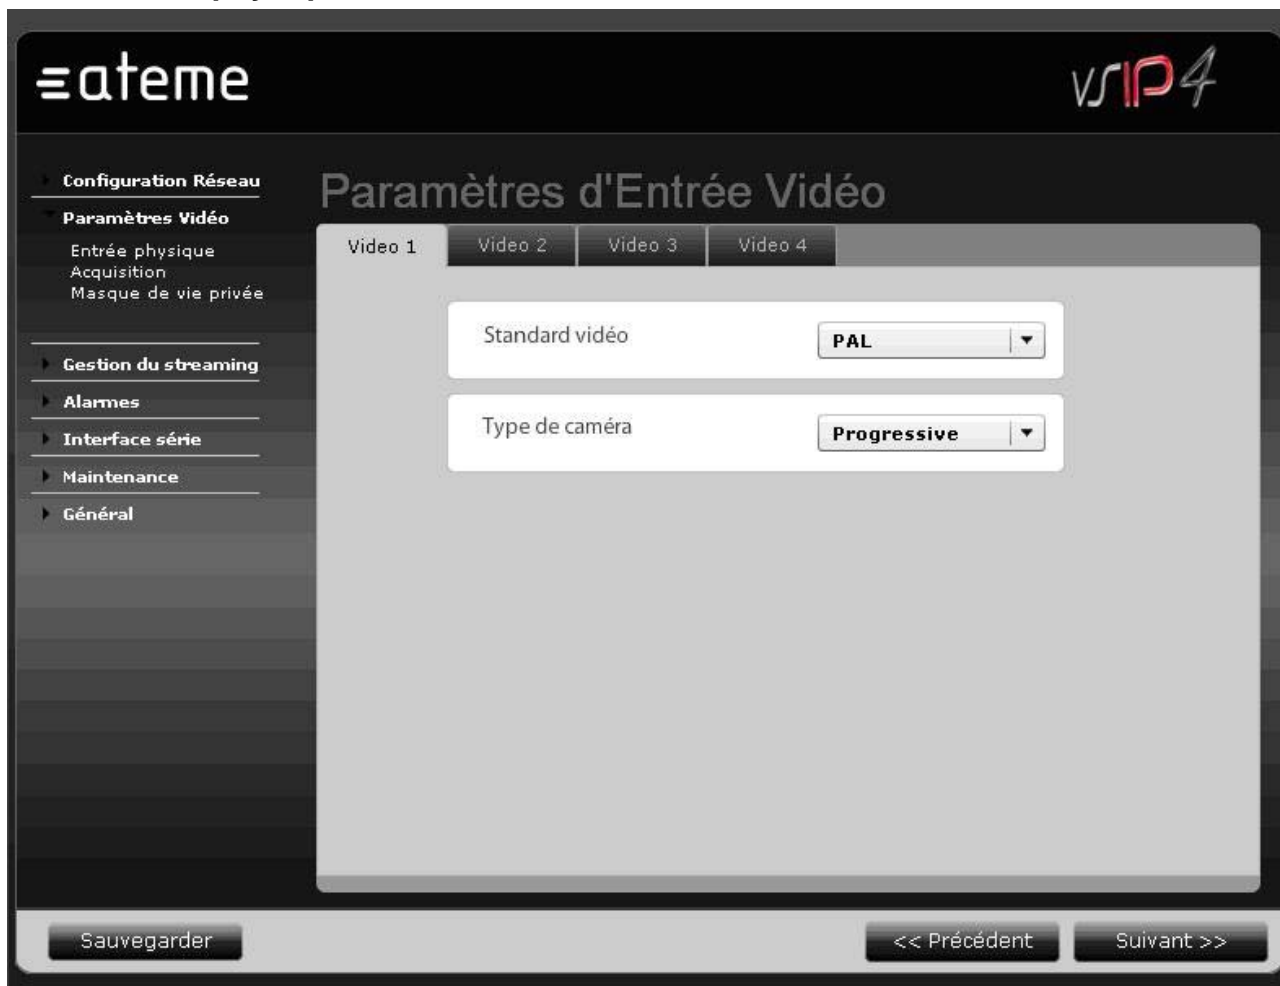 ateme
VSIP4
Configuration Réseau
Paramètres Vidéo
Entrée physique
Acquisition
Masque de vie privée
Gestion du streaming
Alarmes
Interface série
Maintenance
Général
Paramètres d'Entrée Vidéo
Video 1 Video 2 Video 3 Video 4
Standard vidéo PAL
Type de caméra Progressive
Sauvegarder << Précédent Suivant >>